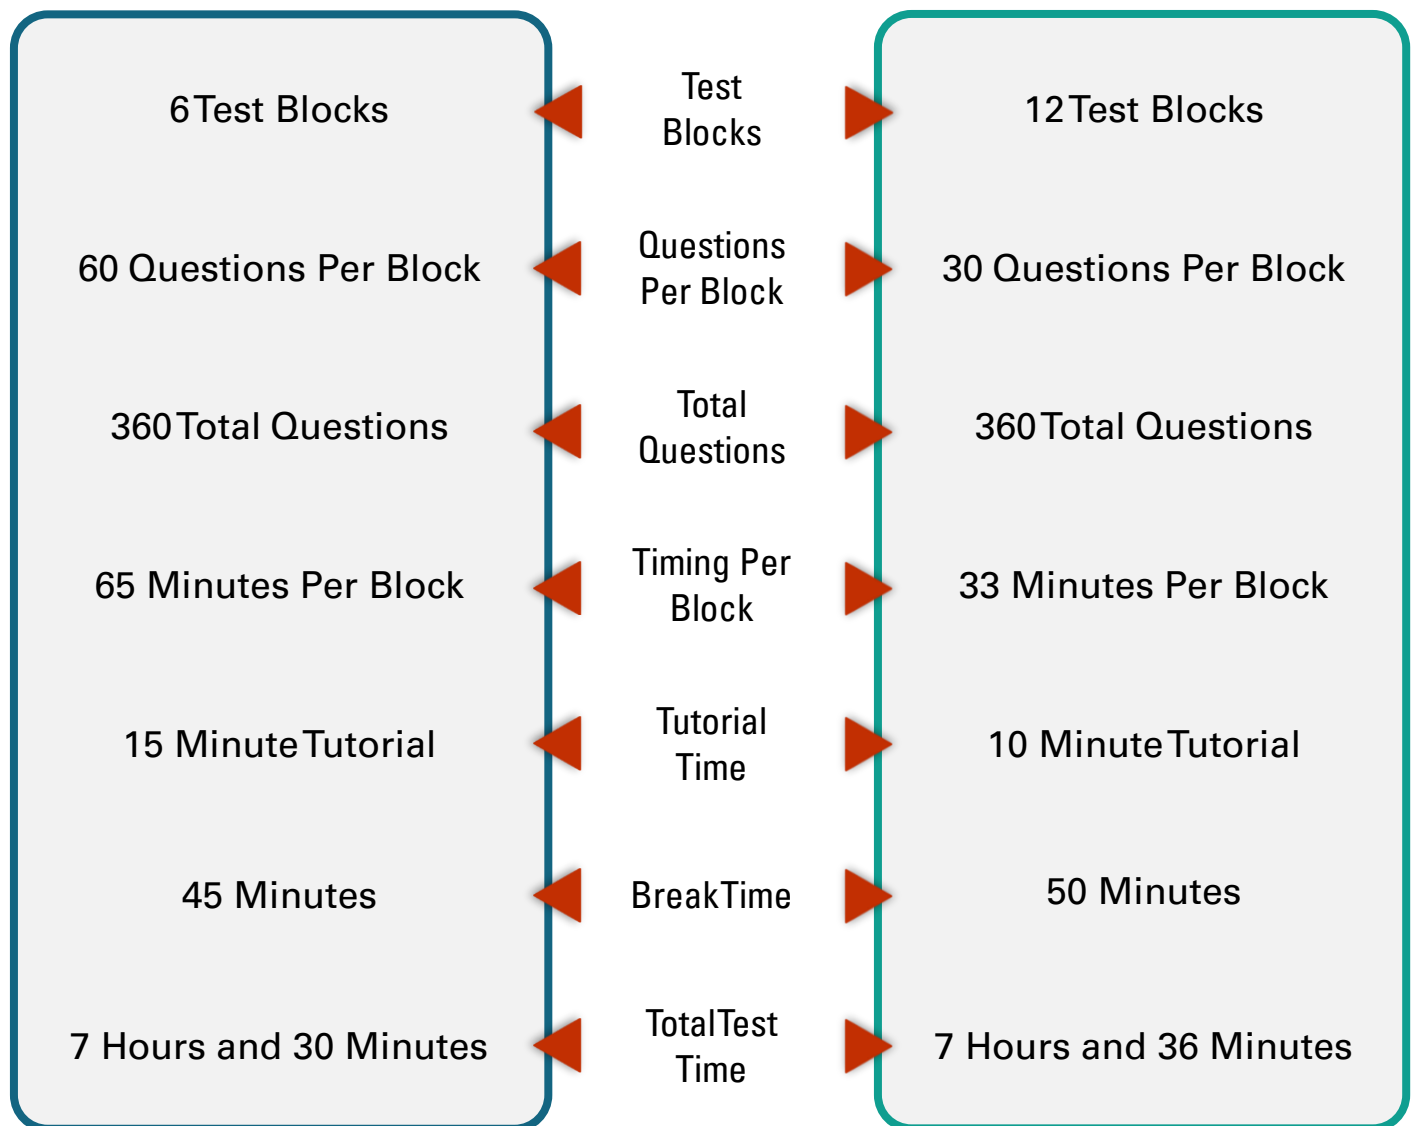 6 Test Blocks
Test
Blocks
12 Test Blocks
60 Questions Per Block
Questions
Per Block
30 Questions Per Block
360 Total Questions
Total
Questions
360 Total Questions
65 Minutes Per Block
Timing Per
Block
33 Minutes Per Block
15 Minute Tutorial
Tutorial
Time
10 Minute Tutorial
45 Minutes
Break Time
50 Minutes
7 Hours and 30 Minutes
Total Test
Time
7 Hours and 36 Minutes